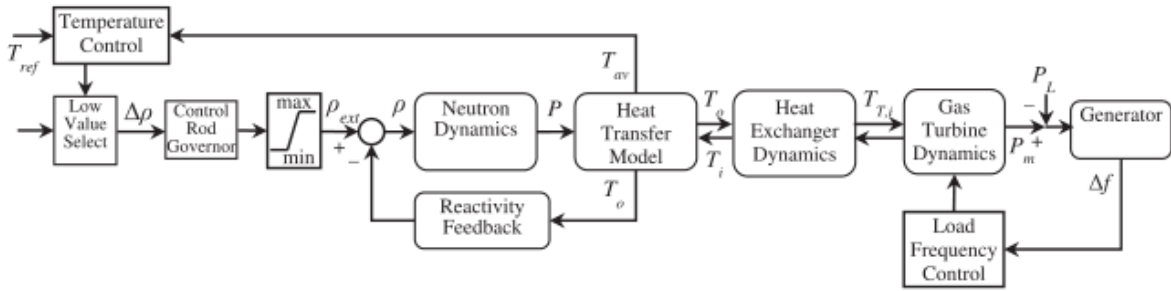 Temperature
Control
T_ref
Low
Value
Select
Δρ
Control
Rod
Governor
max
min
ρ_ext
+
−
ρ
Neutron
Dynamics
P
Heat
Transfer
Model
T_av
T_o
T_i
T_o
Reactivity
Feedback
Heat
Exchanger
Dynamics
T_T,i
Gas
Turbine
Dynamics
P_L
−
P_m
+
Generator
Δf
Load
Frequency
Control